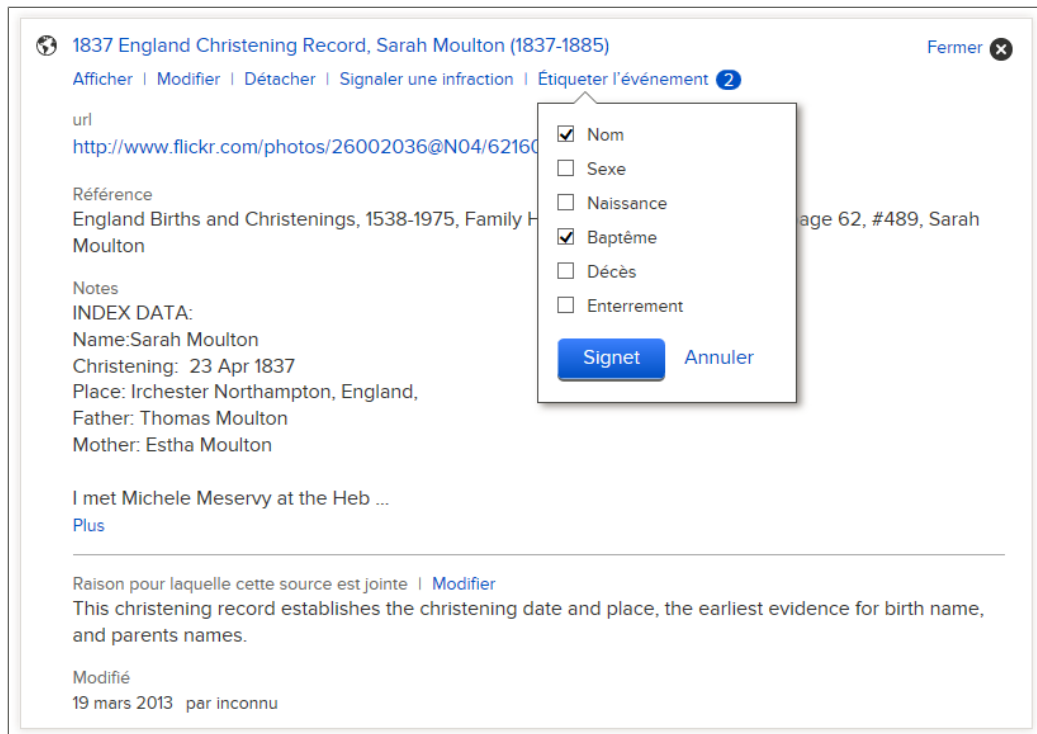 1837 England Christening Record, Sarah Moulton (1837-1885) Fermer
Afficher | Modifier | Détacher | Signaler une infraction | Étiqueter l'événement 2
url
http://www.flickr.com/photos/26002036@N04/6216
Référence
England Births and Christenings, 1538-1975, Family H age 62, #489, Sarah
Moulton
Notes
INDEX DATA:
Name:Sarah Moulton
Christening: 23 Apr 1837
Place: Irchester Northampton, England,
Father: Thomas Moulton
Mother: Estha Moulton
I met Michele Meservy at the Heb ...
Plus
Nom
Sexe
Naissance
Baptême
Décès
Enterrement
Signet Annuler
Raison pour laquelle cette source est jointe | Modifier
This christening record establishes the christening date and place, the earliest evidence for birth name,
and parents names.
Modifié
19 mars 2013 par inconnu